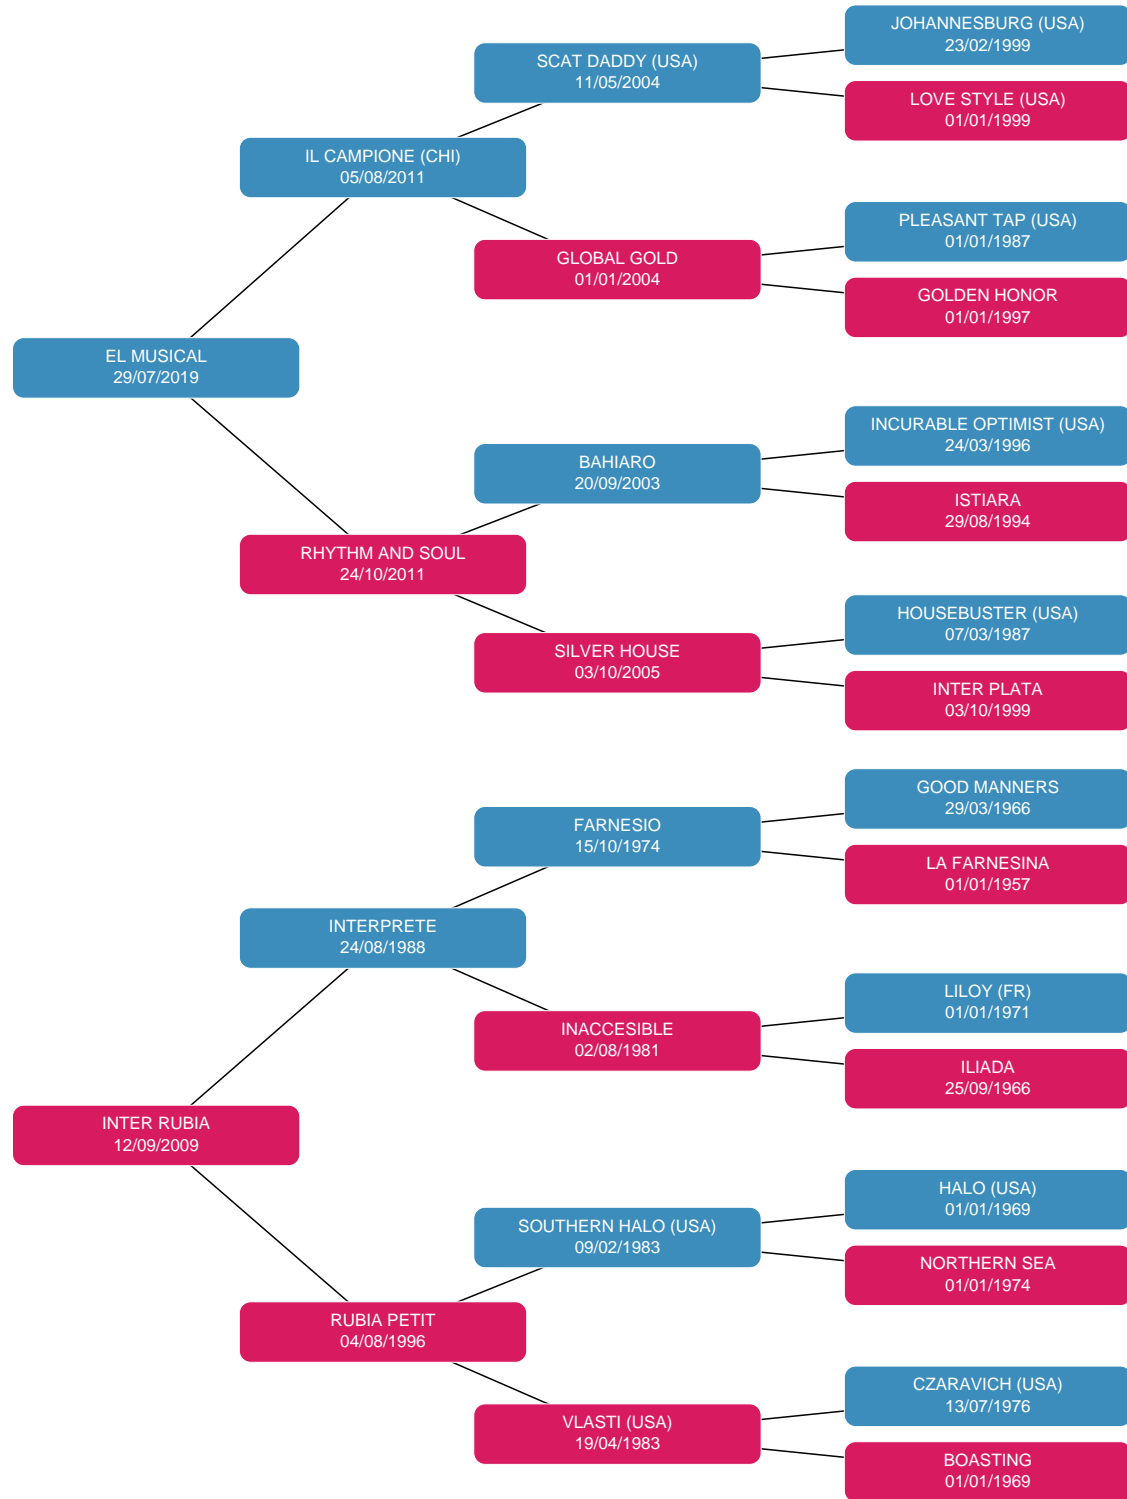 JOHANNESBURG (USA)
23/02/1999
SCAT DADDY (USA)
11/05/2004
LOVE STYLE (USA)
01/01/1999
IL CAMPIONE (CHI)
05/08/2011
PLEASANT TAP (USA)
01/01/1987
GLOBAL GOLD
01/01/2004
GOLDEN HONOR
01/01/1997
EL MUSICAL
29/07/2019
INCURABLE OPTIMIST (USA)
24/03/1996
BAHIARO
20/09/2003
ISTIARA
29/08/1994
RHYTHM AND SOUL
24/10/2011
HOUSEBUSTER (USA)
07/03/1987
SILVER HOUSE
03/10/2005
INTER PLATA
03/10/1999
GOOD MANNERS
29/03/1966
FARNESIO
15/10/1974
LA FARNESINA
01/01/1957
INTERPRETE
24/08/1988
LILOY (FR)
01/01/1971
INACCESIBLE
02/08/1981
ILIADA
25/09/1966
INTER RUBIA
12/09/2009
HALO (USA)
01/01/1969
SOUTHERN HALO (USA)
09/02/1983
NORTHERN SEA
01/01/1974
RUBIA PETIT
04/08/1996
CZARAVICH (USA)
13/07/1976
VLASTI (USA)
19/04/1983
BOASTING
01/01/1969